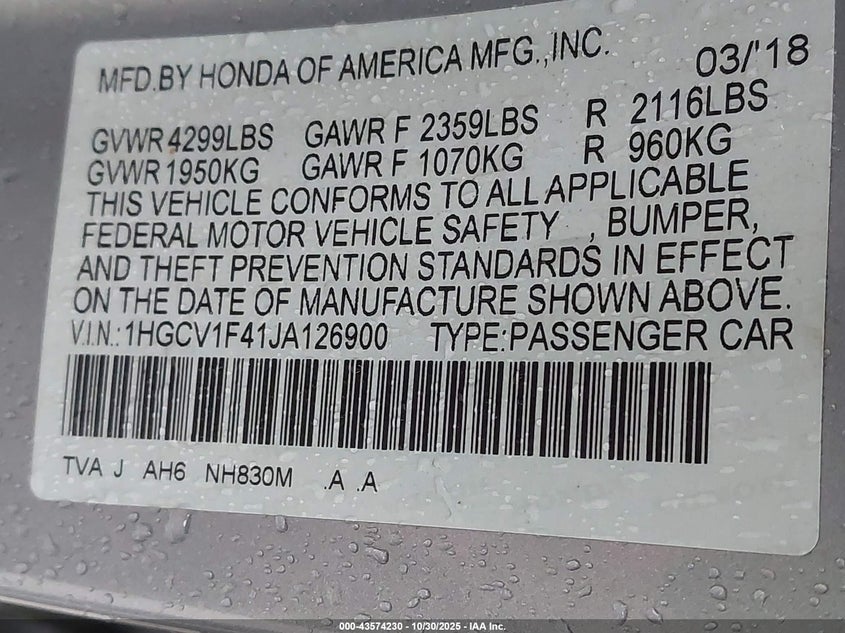 MFD.BY HONDA OF AMERICA MFG.,INC. 03/'18
GVWR 4299LBS GAWR F 2359LBS R 2116LBS
GVWR 1950KG GAWR F 1070KG R 960KG
THIS VEHICLE CONFORMS TO ALL APPLICABLE
FEDERAL MOTOR VEHICLE SAFETY , BUMPER,
AND THEFT PREVENTION STANDARDS IN EFFECT
ON THE DATE OF MANUFACTURE SHOWN ABOVE.
V.I.N.: 1HGCV1F41JA126900 TYPE:PASSENGER CAR
TVA J AH6 NH830M .A .A
000-43574230 - 10/30/2025 - IAA Inc.